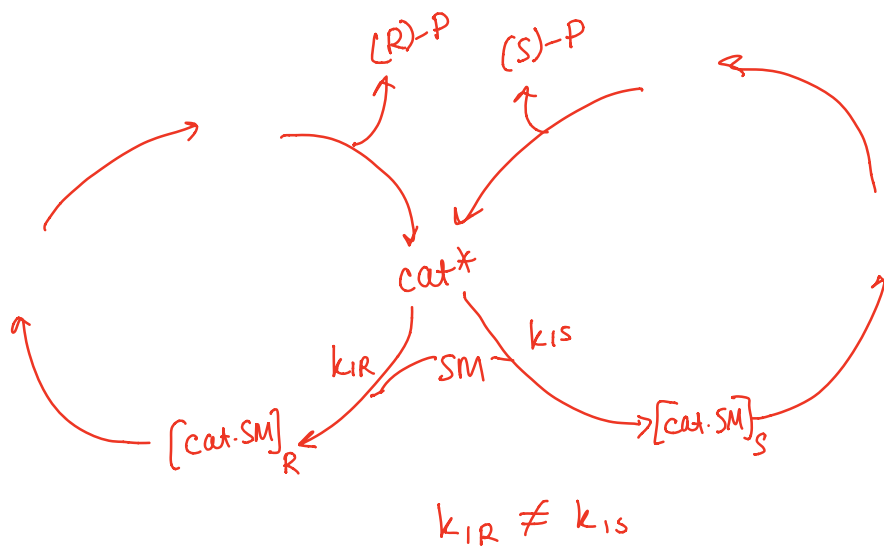 (R)-P
(S)-P
cat*
k1R
SM
k1S
[cat.SM]R
[cat.SM]S
k1R ≠ k1S